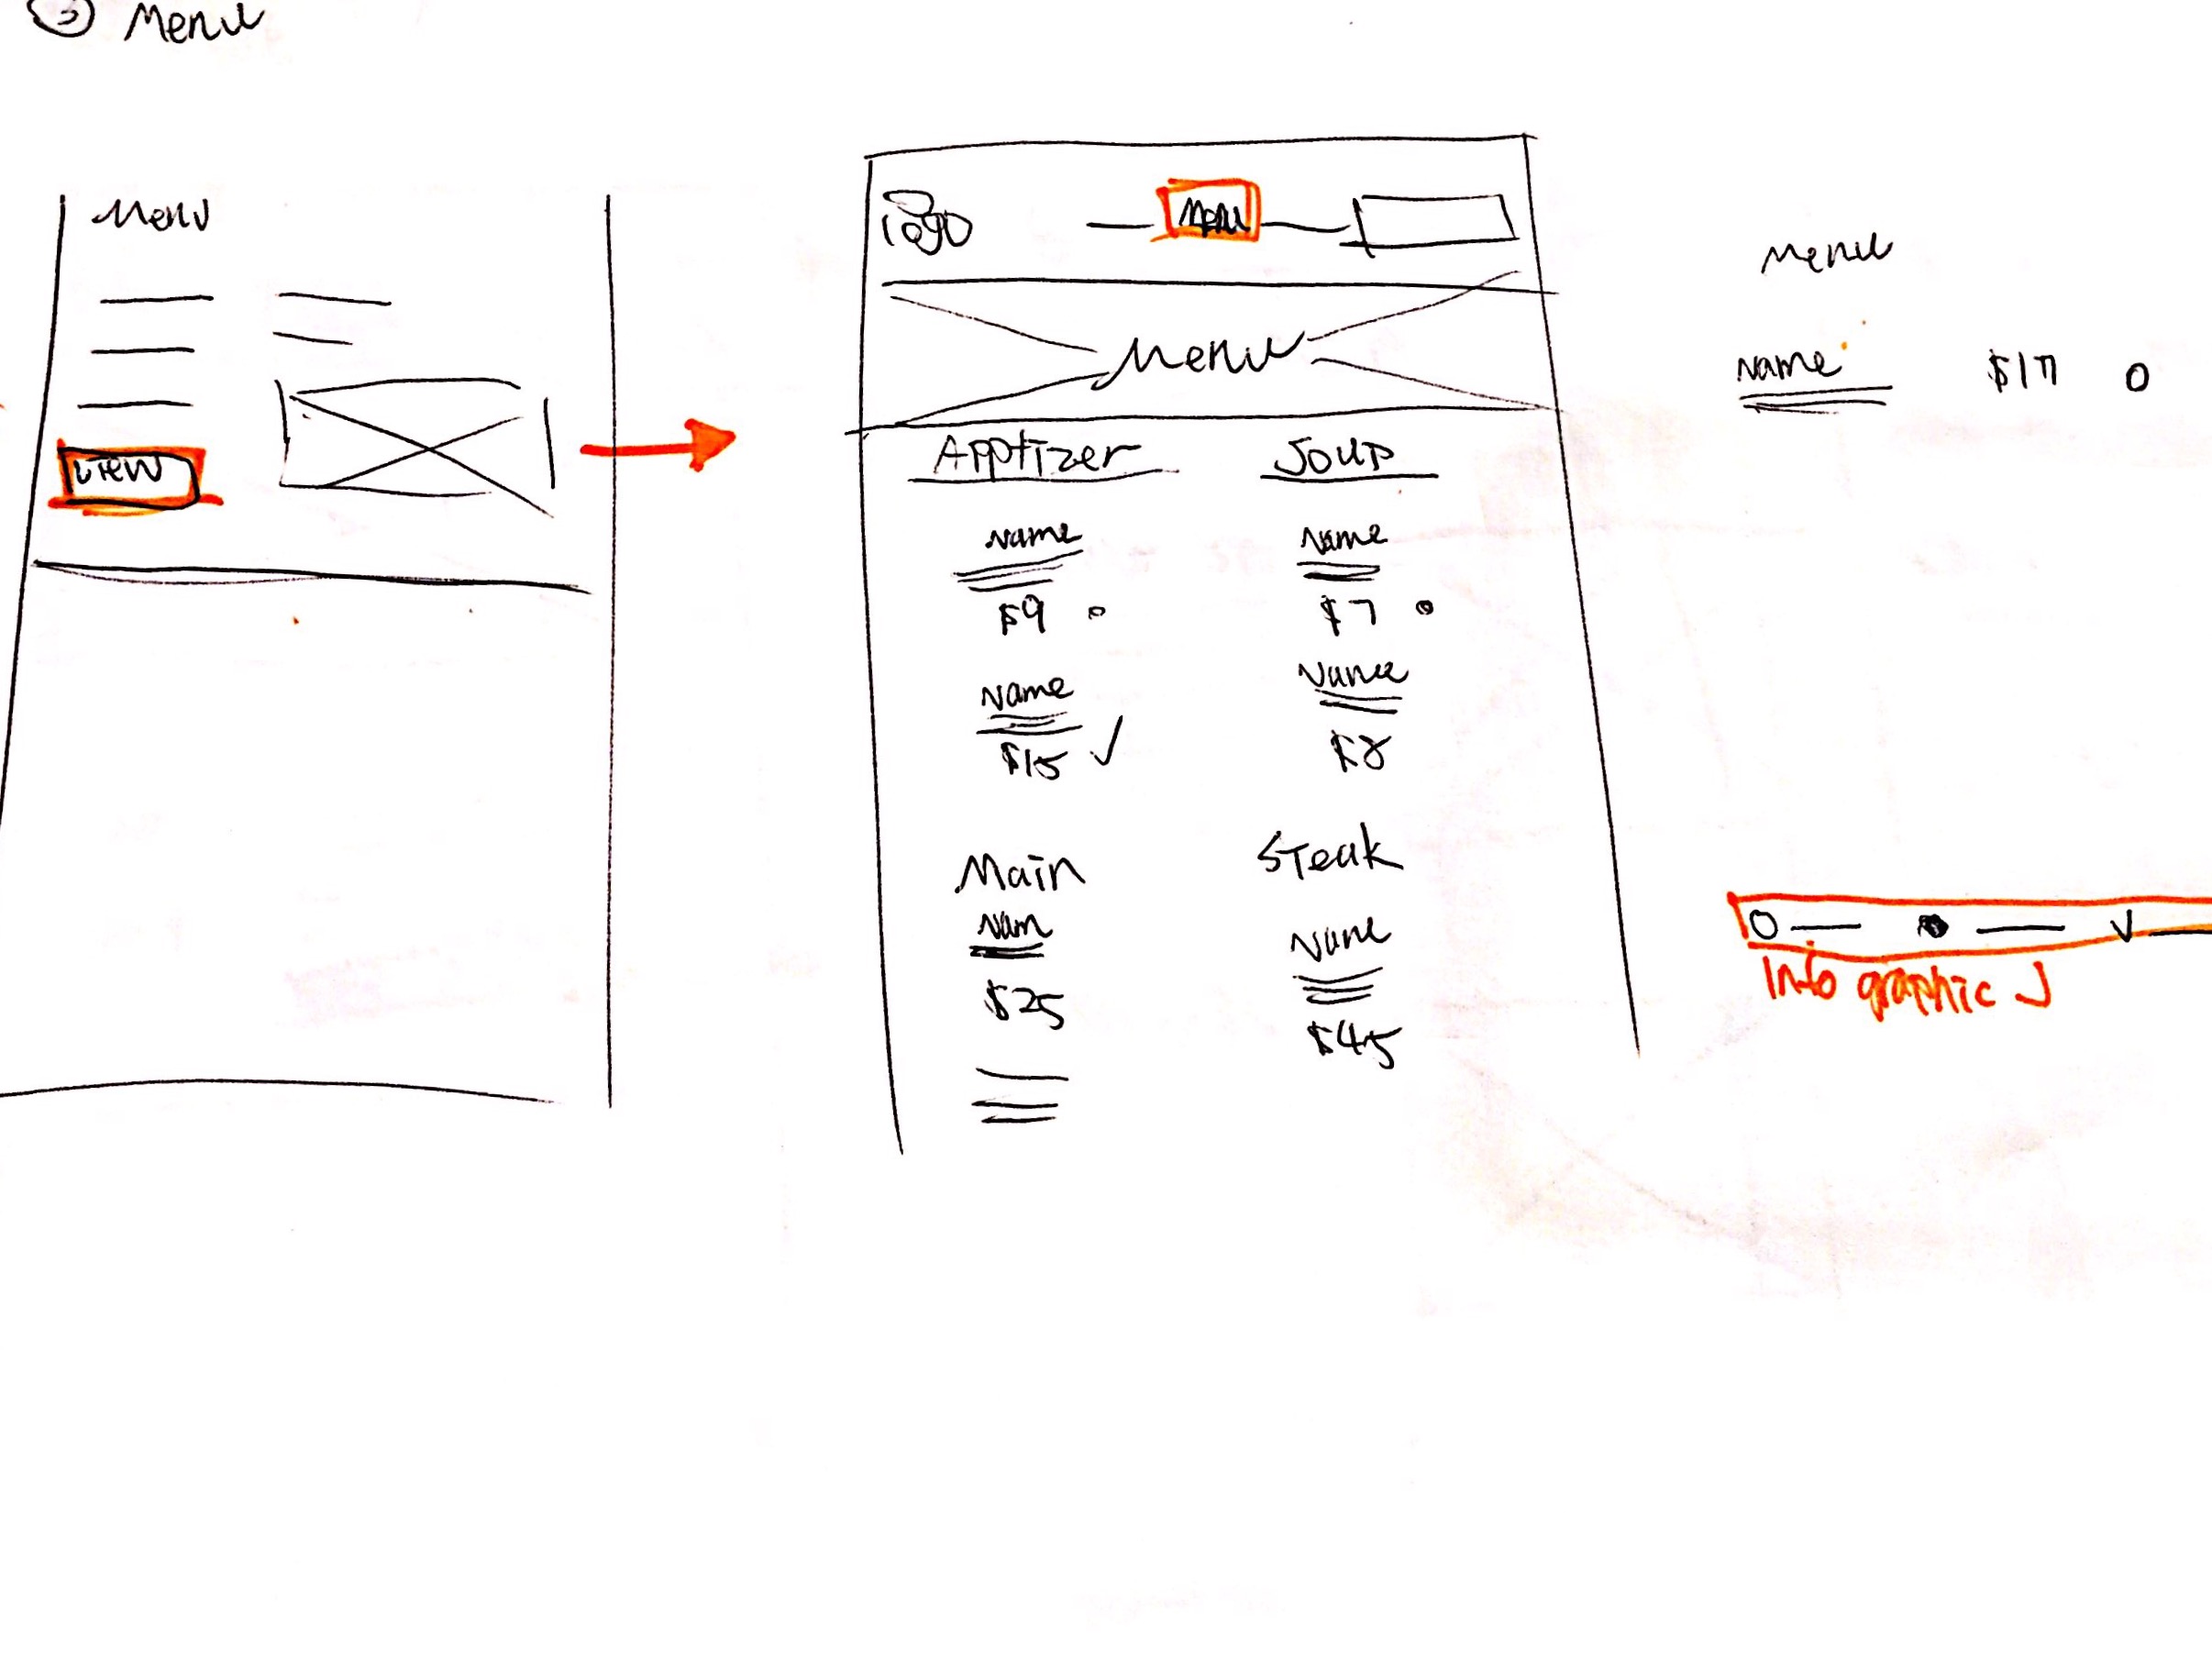 ③ Menu
Menu
View
logo
Menu
Menu
Apptizer
Soup
Name
Name
$9
$7
Name
Name
$15 ✓
$8
Main
Steak
Nam
Name
$25
$45
Menu
Name $17
Info graphic